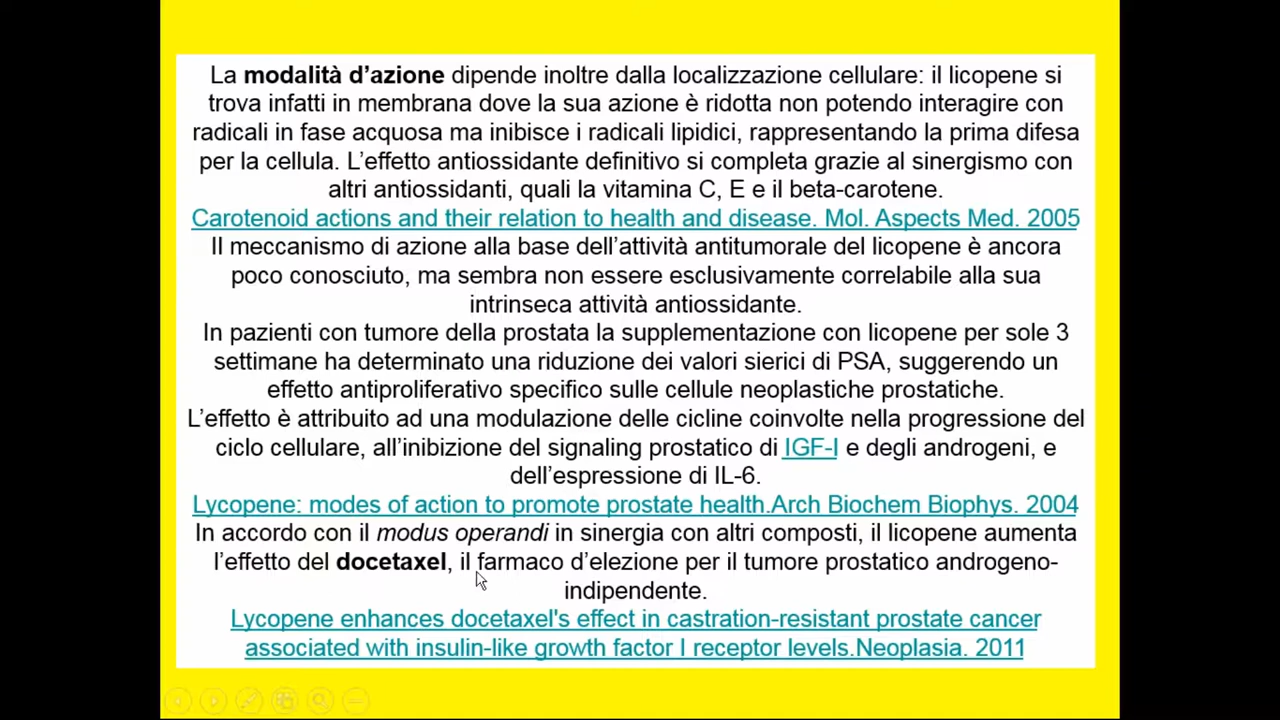 La modalità d’azione dipende inoltre dalla localizzazione cellulare: il licopene si
trova infatti in membrana dove la sua azione è ridotta non potendo interagire con
radicali in fase acquosa ma inibisce i radicali lipidici, rappresentando la prima difesa
per la cellula. L’effetto antiossidante definitivo si completa grazie al sinergismo con
altri antiossidanti, quali la vitamina C, E e il beta-carotene.
Carotenoid actions and their relation to health and disease. Mol. Aspects Med. 2005
Il meccanismo di azione alla base dell’attività antitumorale del licopene è ancora
poco conosciuto, ma sembra non essere esclusivamente correlabile alla sua
intrinseca attività antiossidante.
In pazienti con tumore della prostata la supplementazione con licopene per sole 3
settimane ha determinato una riduzione dei valori sierici di PSA, suggerendo un
effetto antiproliferativo specifico sulle cellule neoplastiche prostatiche.
L’effetto è attribuito ad una modulazione delle cicline coinvolte nella progressione del
ciclo cellulare, all’inibizione del signaling prostatico di IGF-I e degli androgeni, e
dell’espressione di IL-6.
Lycopene: modes of action to promote prostate health.Arch Biochem Biophys. 2004
In accordo con il modus operandi in sinergia con altri composti, il licopene aumenta
l’effetto del docetaxel, il farmaco d’elezione per il tumore prostatico androgeno-
indipendente.
Lycopene enhances docetaxel's effect in castration-resistant prostate cancer
associated with insulin-like growth factor I receptor levels.Neoplasia. 2011